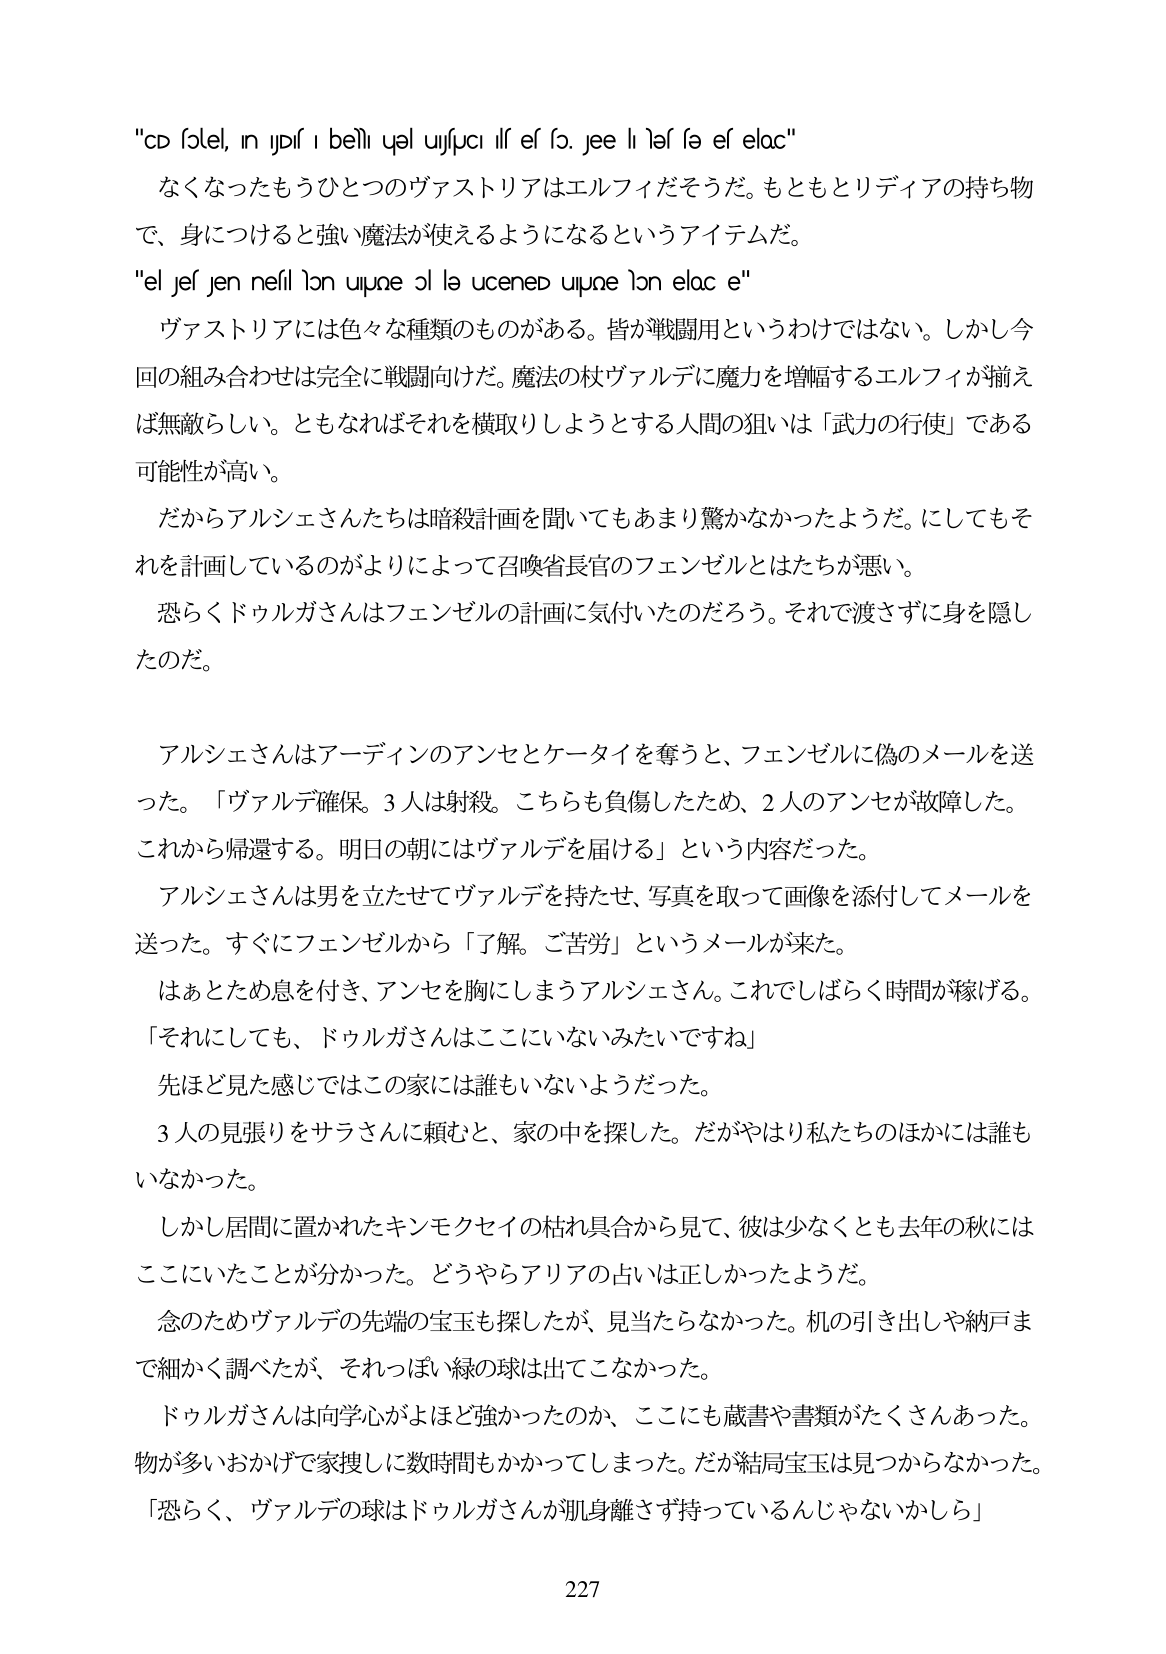 なくなったもうひとつのヴァストリアはエルフィだそうだ。もともとリディアの持ち物
で、身につけると強い魔法が使えるようになるというアイテムだ。
ヴァストリアには色々な種類のものがある。皆が戦闘用というわけではない。しかし今
回の組み合わせは完全に戦闘向けだ。魔法の杖ヴァルデに魔力を増幅するエルフィが揃え
ば無敵らしい。ともなればそれを横取りしようとする人間の狙いは「武力の行使」である
可能性が高い。
だからアルシェさんたちは暗殺計画を聞いてもあまり驚かなかったようだ。にしてもそ
れを計画しているのがよりによって召喚省長官のフェンゼルとはたちが悪い。
恐らくドゥルガさんはフェンゼルの計画に気付いたのだろう。それで渡さずに身を隠し
たのだ。
アルシェさんはアーディンのアンセとケータイを奪うと、フェンゼルに偽のメールを送
った。「ヴァルデ確保。3 人は射殺。こちらも負傷したため、2 人のアンセが故障した。
これから帰還する。明日の朝にはヴァルデを届ける」という内容だった。
アルシェさんは男を立たせてヴァルデを持たせ、写真を取って画像を添付してメールを
送った。すぐにフェンゼルから「了解。ご苦労」というメールが来た。
はぁとため息を付き、アンセを胸にしまうアルシェさん。これでしばらく時間が稼げる。
「それにしても、ドゥルガさんはここにいないみたいですね」
先ほど見た感じではこの家には誰もいないようだった。
3 人の見張りをサラさんに頼むと、家の中を探した。だがやはり私たちのほかには誰も
いなかった。
しかし居間に置かれたキンモクセイの枯れ具合から見て、彼は少なくとも去年の秋には
ここにいたことが分かった。どうやらアリアの占いは正しかったようだ。
念のためヴァルデの先端の宝玉も探したが、見当たらなかった。机の引き出しや納戸ま
で細かく調べたが、それっぽい緑の球は出てこなかった。
ドゥルガさんは向学心がよほど強かったのか、ここにも蔵書や書類がたくさんあった。
物が多いおかげで家捜しに数時間もかかってしまった。だが結局宝玉は見つからなかった。
「恐らく、ヴァルデの球はドゥルガさんが肌身離さず持っているんじゃないかしら」
227